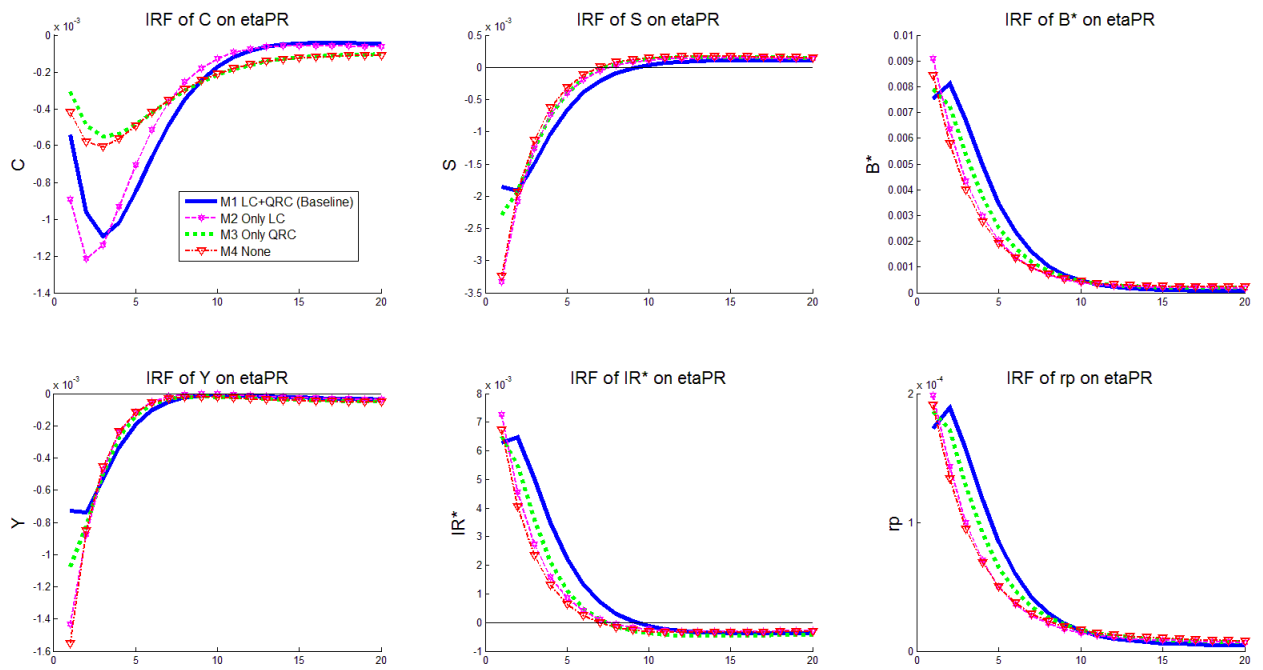 IRF of C on etaPR
x 10^-3
0
-0.2
-0.4
-0.6
-0.8
-1
-1.2
-1.4
0 5 10 15 20
C
M1 LC+QRC (Baseline)
M2 Only LC
M3 Only QRC
M4 None
IRF of S on etaPR
x 10^-3
0.5
0
-0.5
-1
-1.5
-2
-2.5
-3
-3.5
0 5 10 15 20
S
IRF of B* on etaPR
0.01
0.009
0.008
0.007
0.006
0.005
0.004
0.003
0.002
0.001
0
0 5 10 15 20
B*
IRF of Y on etaPR
x 10^-3
0
-0.2
-0.4
-0.6
-0.8
-1
-1.2
-1.4
-1.6
0 5 10 15 20
Y
IRF of IR* on etaPR
x 10^-3
8
7
6
5
4
3
2
1
0
-1
0 5 10 15 20
IR*
IRF of rp on etaPR
x 10^-4
2
1
0
0 5 10 15 20
rp